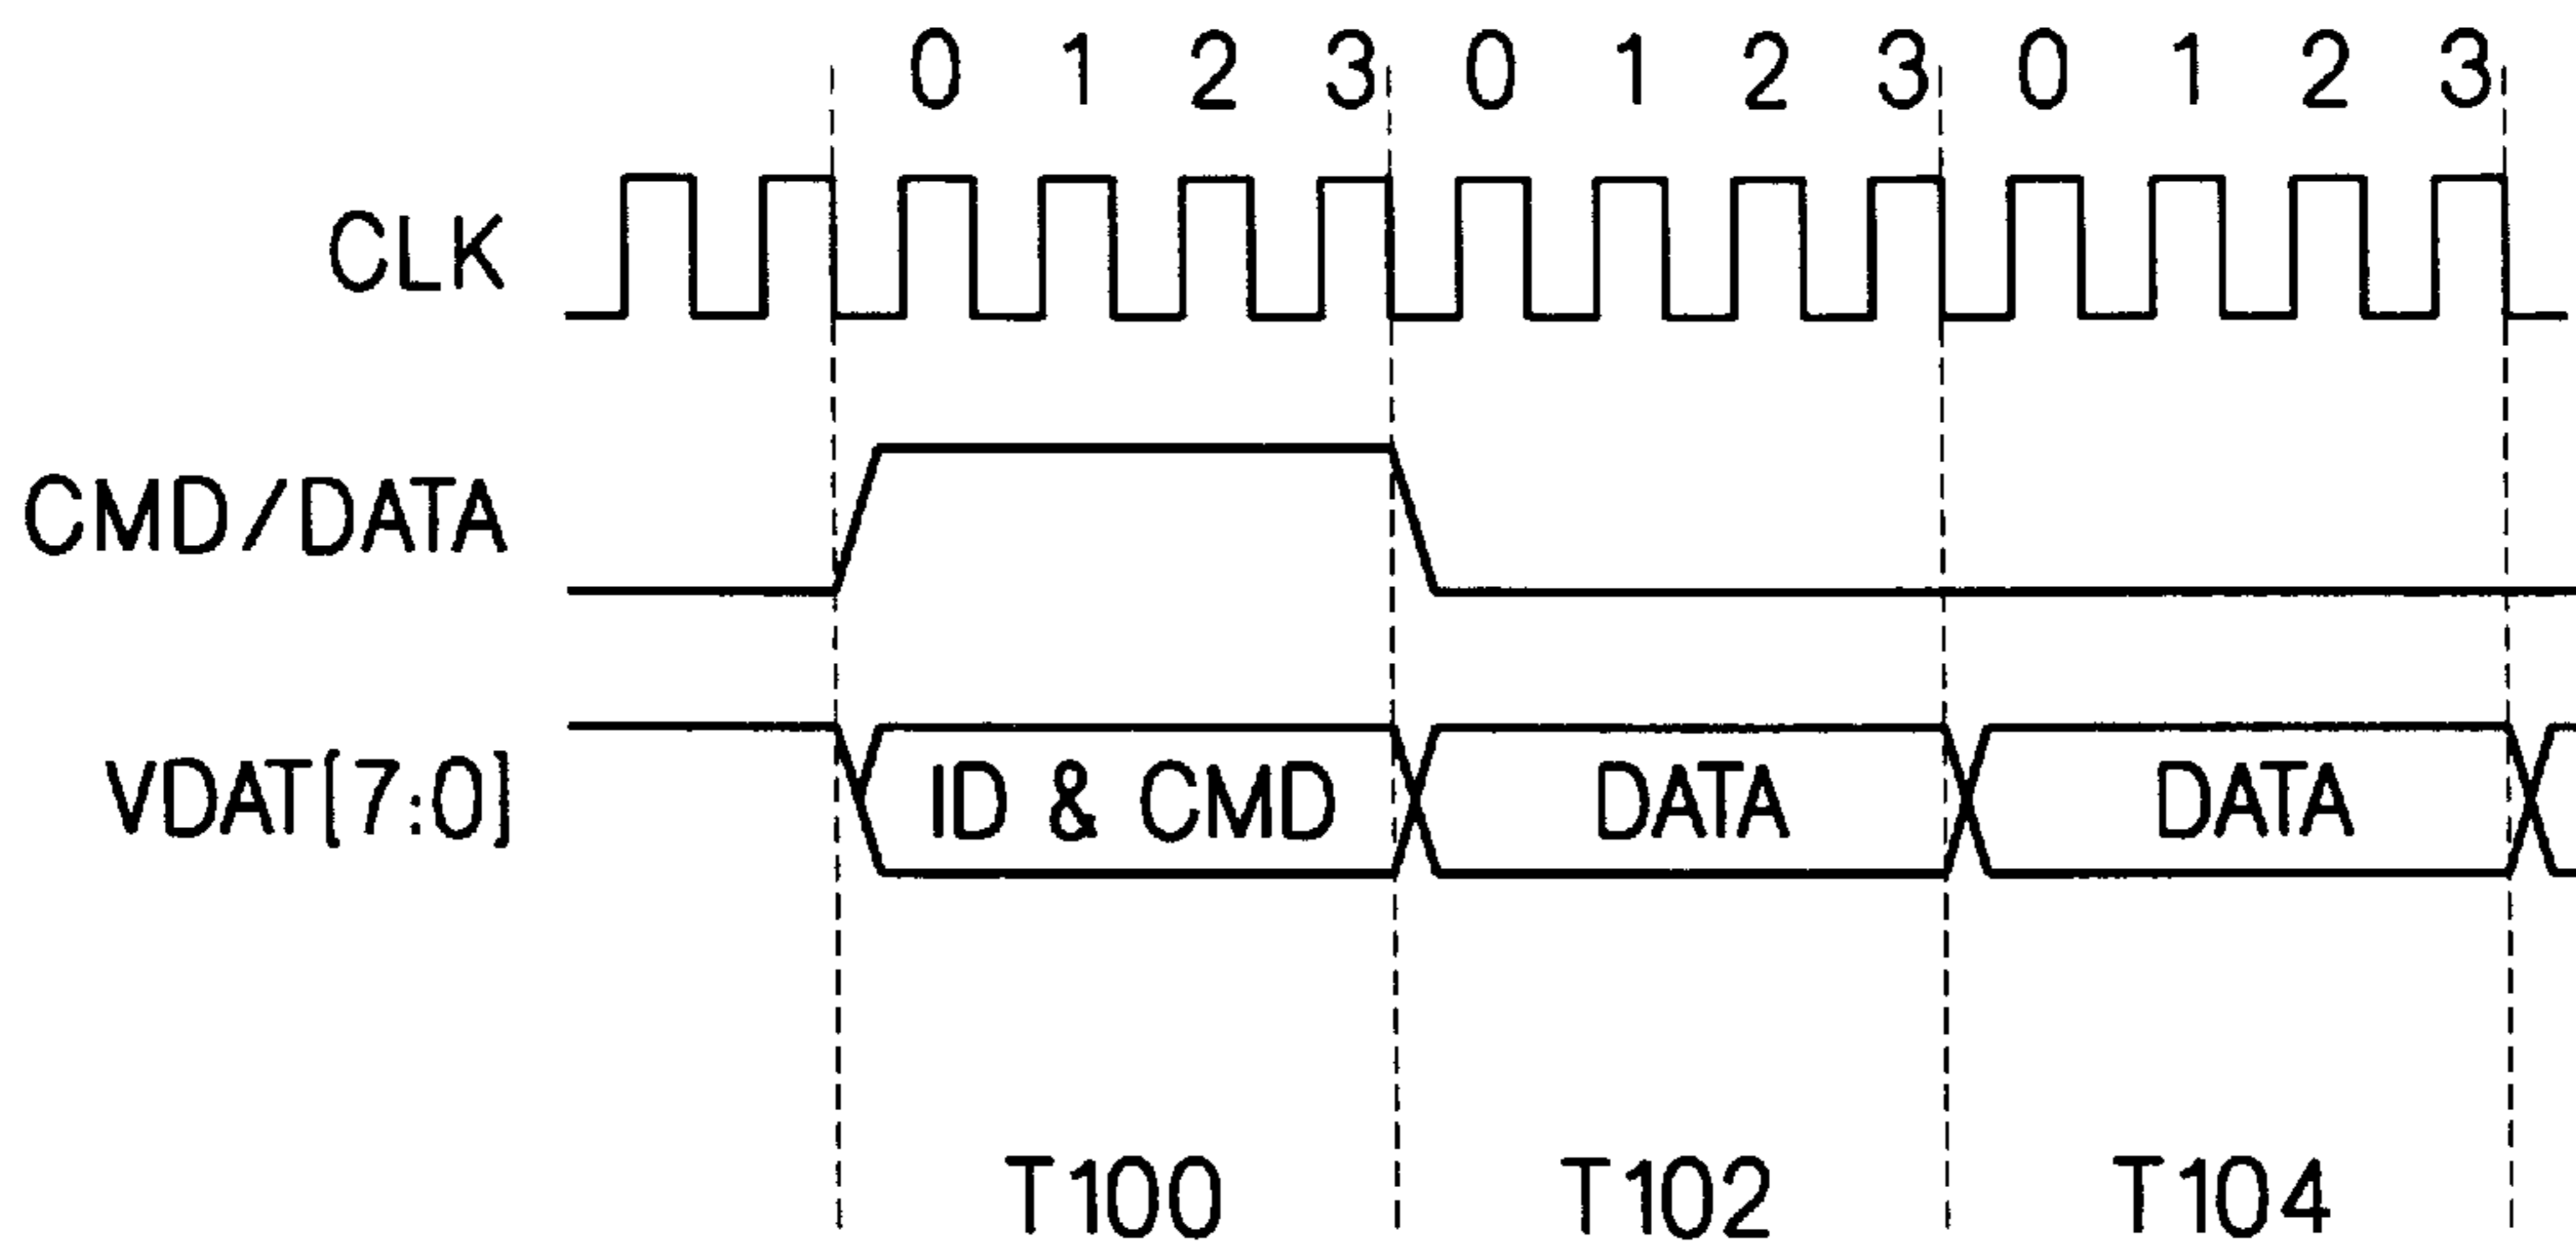 0 1 2 3 0 1 2 3 0 1 2 3
CLK
CMD/DATA
VDAT[7:0] ID & CMD DATA DATA
T100 T102 T104